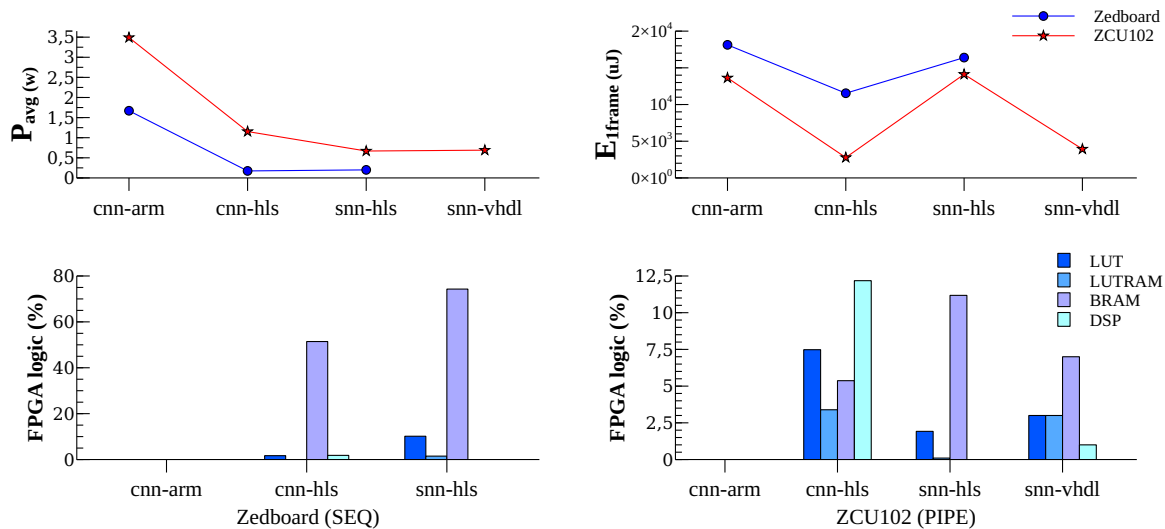 P avg (w)
3,5
3
2,5
2
1,5
1
0,5
0
cnn-arm cnn-hls snn-hls snn-vhdl
E 1frame (uJ)
2×10⁴
10⁴
5×10³
0×10⁰
cnn-arm cnn-hls snn-hls snn-vhdl
Zedboard
ZCU102
FPGA logic (%)
80
60
40
20
0
cnn-arm cnn-hls snn-hls
Zedboard (SEQ)
FPGA logic (%)
12,5
10
7,5
5
2,5
0
cnn-arm cnn-hls snn-hls snn-vhdl
ZCU102 (PIPE)
LUT
LUTRAM
BRAM
DSP